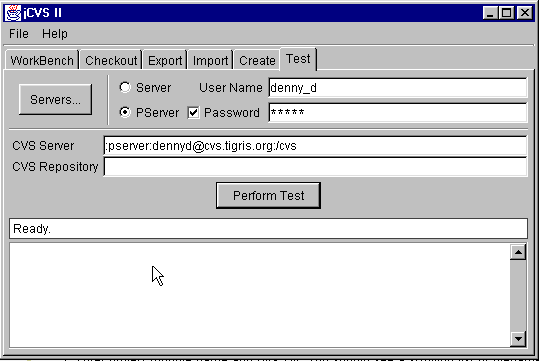 jCVS II
File Help
WorkBench Checkout Export Import Create Test
Servers... Server User Name denny_d
PServer Password *****
CVS Server :pserver:dennyd@cvs.tigris.org:/cvs
CVS Repository
Perform Test
Ready.